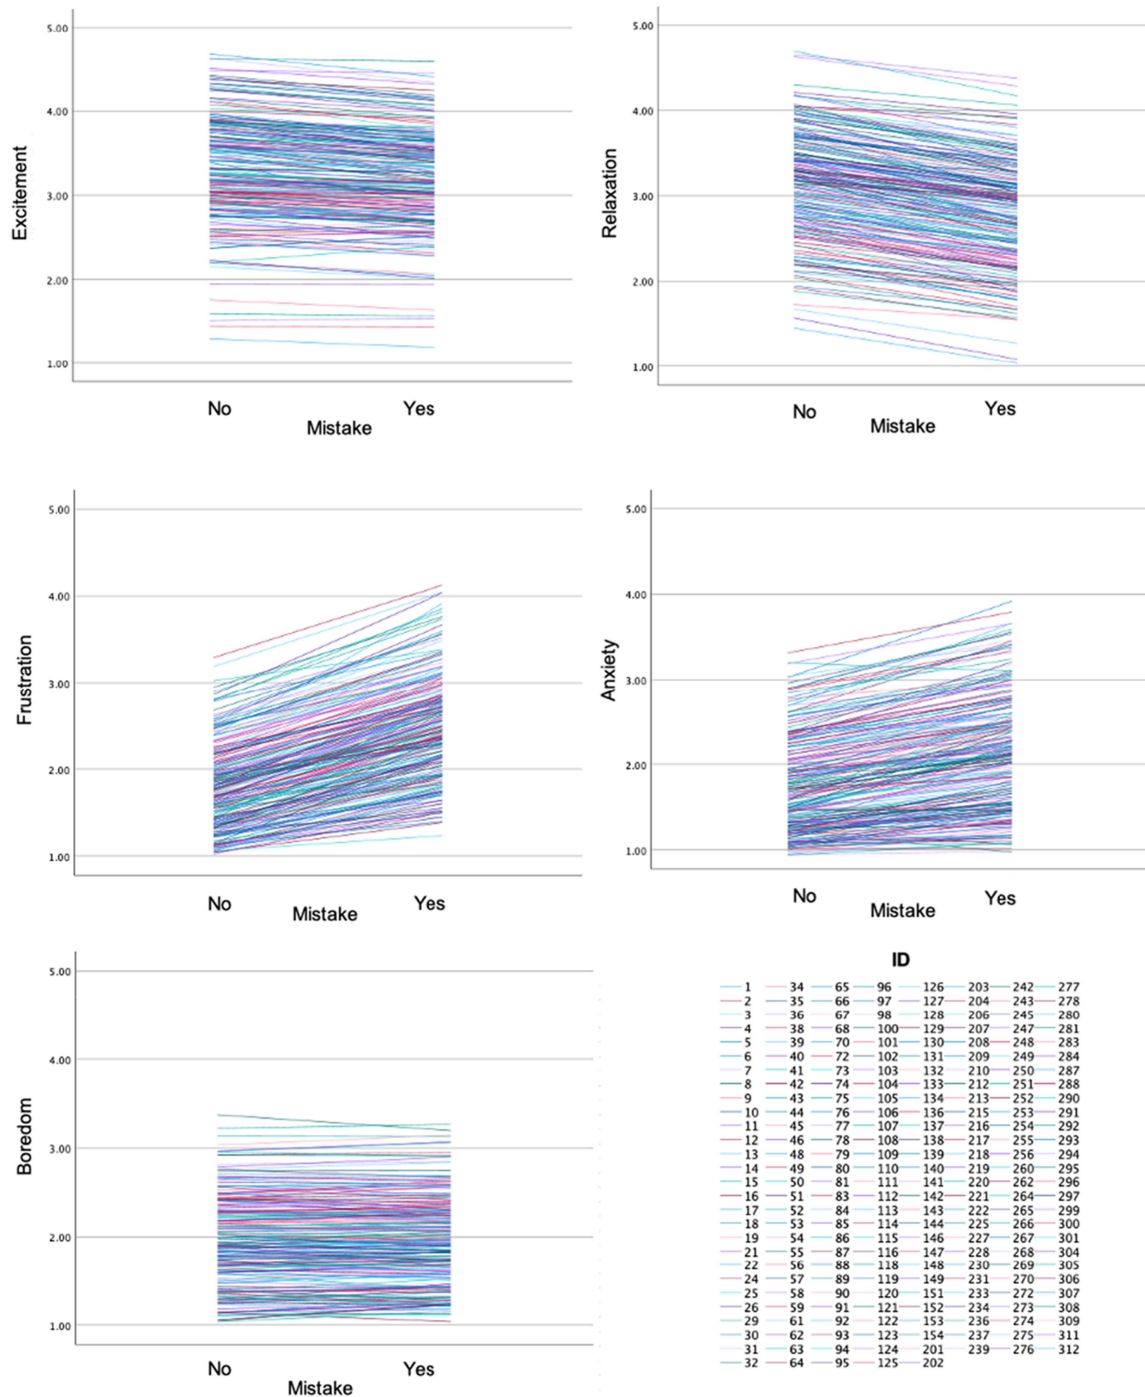 5.00
4.00
Excitement
3.00
2.00
1.00
No Yes
Mistake
5.00
4.00
Relaxation
3.00
2.00
1.00
No Yes
Mistake
5.00
4.00
Frustration
3.00
2.00
1.00
No Yes
Mistake
5.00
4.00
Anxiety
3.00
2.00
1.00
No Yes
Mistake
5.00
4.00
Boredom
3.00
2.00
1.00
No Yes
Mistake
ID
1 34 65 96 126 203 242 277
2 35 66 97 127 204 243 278
3 36 67 98 128 206 245 280
4 38 68 100 129 207 247 281
5 39 70 101 130 208 248 283
6 40 72 102 131 209 249 284
7 41 73 103 132 210 250 287
8 42 74 104 133 212 251 288
9 43 75 105 134 213 252 290
10 44 76 106 136 215 253 291
11 45 77 107 137 216 254 292
12 46 78 108 138 217 255 293
13 48 79 109 139 218 256 294
14 49 80 110 140 219 260 295
15 50 81 111 141 220 262 296
16 51 83 112 142 221 264 297
17 52 84 113 143 222 265 299
18 53 85 114 144 225 266 300
19 54 86 115 146 227 267 301
21 55 87 116 147 228 268 304
22 56 88 118 148 230 269 305
24 57 89 119 149 231 270 306
25 58 90 120 151 233 272 307
26 59 91 121 152 234 273 308
29 61 92 122 153 236 274 309
30 62 93 123 154 237 275 311
31 63 94 124 201 239 276 312
32 64 95 125 202